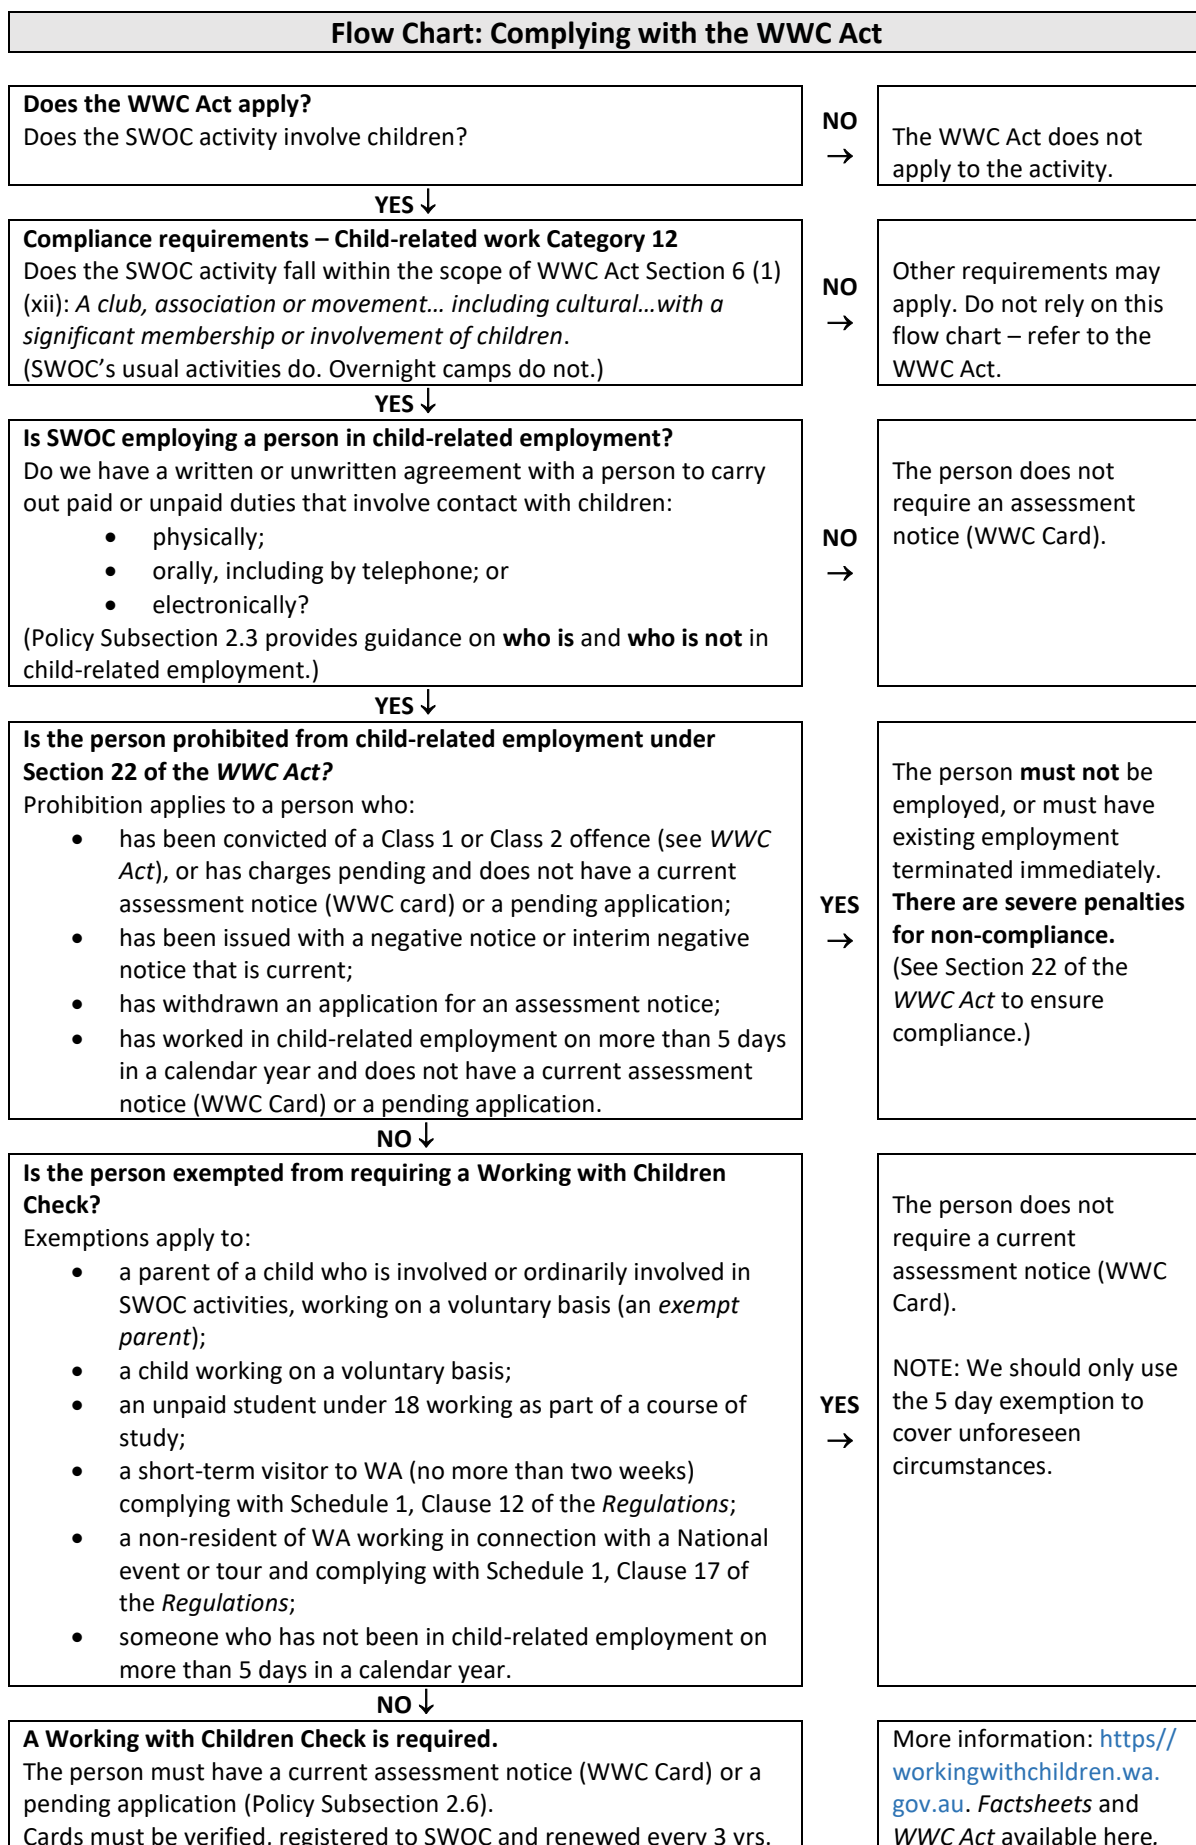 Flow Chart: Complying with the WWC Act
Does the WWC Act apply?
Does the SWOC activity involve children?
NO
→
The WWC Act does not
apply to the activity.
YES ↓
Compliance requirements – Child-related work Category 12
Does the SWOC activity fall within the scope of WWC Act Section 6 (1)
(xii): A club, association or movement… including cultural…with a
significant membership or involvement of children.
(SWOC's usual activities do. Overnight camps do not.)
NO
→
Other requirements may
apply. Do not rely on this
flow chart – refer to the
WWC Act.
YES ↓
Is SWOC employing a person in child-related employment?
Do we have a written or unwritten agreement with a person to carry
out paid or unpaid duties that involve contact with children:
• physically;
• orally, including by telephone; or
• electronically?
(Policy Subsection 2.3 provides guidance on who is and who is not in
child-related employment.)
NO
→
The person does not
require an assessment
notice (WWC Card).
YES ↓
Is the person prohibited from child-related employment under
Section 22 of the WWC Act?
Prohibition applies to a person who:
• has been convicted of a Class 1 or Class 2 offence (see WWC
Act), or has charges pending and does not have a current
assessment notice (WWC card) or a pending application;
• has been issued with a negative notice or interim negative
notice that is current;
• has withdrawn an application for an assessment notice;
• has worked in child-related employment on more than 5 days
in a calendar year and does not have a current assessment
notice (WWC Card) or a pending application.
YES
→
The person must not be
employed, or must have
existing employment
terminated immediately.
There are severe penalties
for non-compliance.
(See Section 22 of the
WWC Act to ensure
compliance.)
NO ↓
Is the person exempted from requiring a Working with Children
Check?
Exemptions apply to:
• a parent of a child who is involved or ordinarily involved in
SWOC activities, working on a voluntary basis (an exempt
parent);
• a child working on a voluntary basis;
• an unpaid student under 18 working as part of a course of
study;
• a short-term visitor to WA (no more than two weeks)
complying with Schedule 1, Clause 12 of the Regulations;
• a non-resident of WA working in connection with a National
event or tour and complying with Schedule 1, Clause 17 of
the Regulations;
• someone who has not been in child-related employment on
more than 5 days in a calendar year.
YES
→
The person does not
require a current
assessment notice (WWC
Card).
NOTE: We should only use
the 5 day exemption to
cover unforeseen
circumstances.
NO ↓
A Working with Children Check is required.
The person must have a current assessment notice (WWC Card) or a
pending application (Policy Subsection 2.6).
Cards must be verified, registered to SWOC and renewed every 3 yrs.
More information: https//
workingwithchildren.wa.
gov.au. Factsheets and
WWC Act available here.